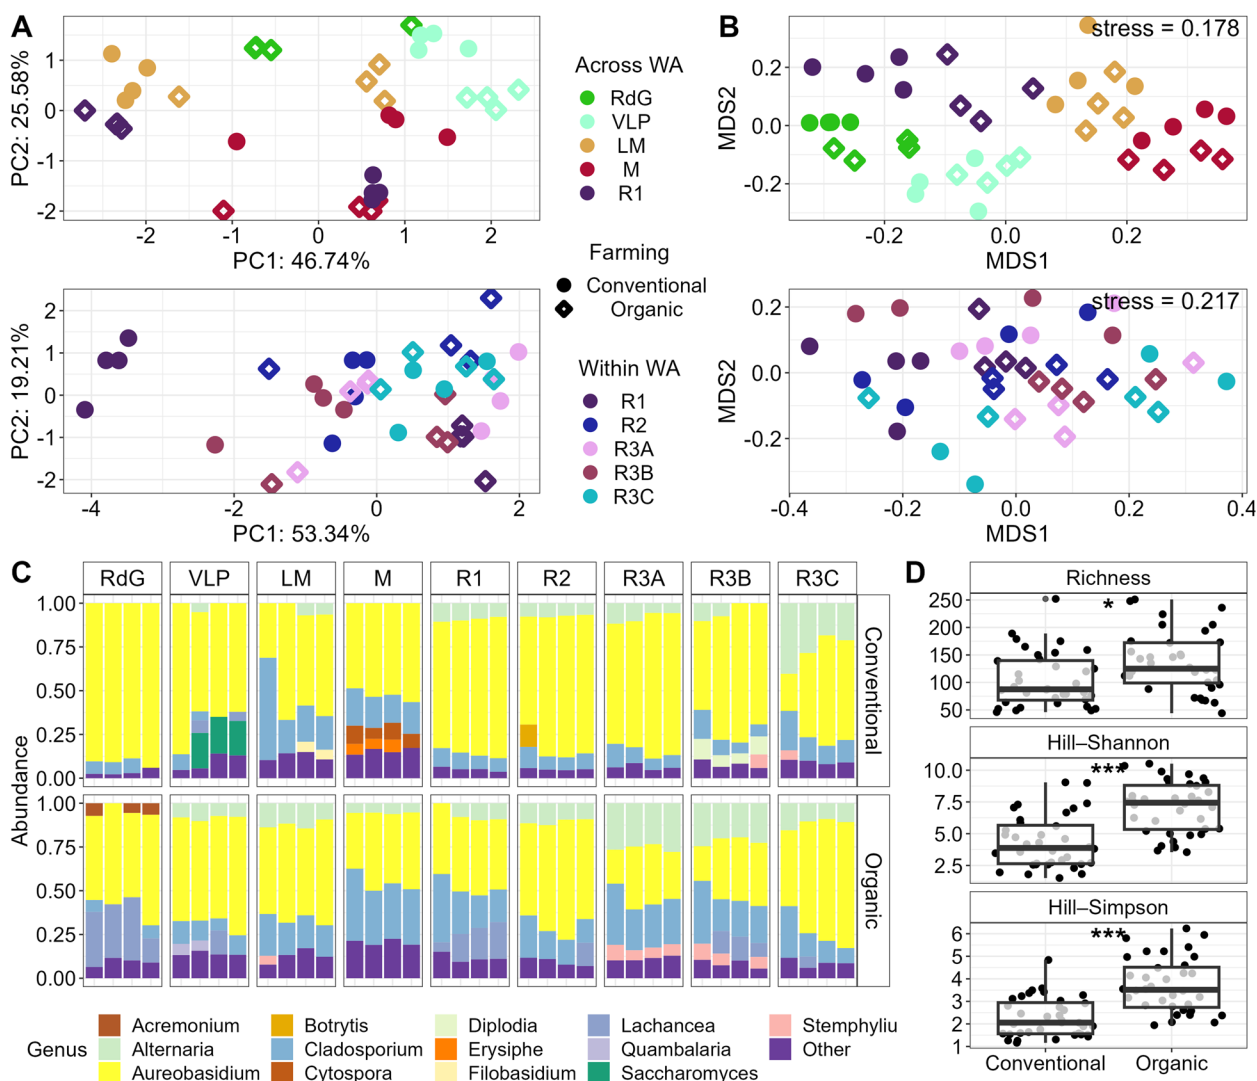 A
1
0
-1
-2
PC2: 25.58%
-2
-1
0
1
2
PC1: 46.74%
2
1
0
-1
-2
PC2: 19.21%
-4
-2
0
2
PC1: 53.34%
Across WA
RdG
VLP
LM
M
R1
Farming
Conventional
Organic
Within WA
R1
R2
R3A
R3B
R3C
B
stress = 0.178
0.2
0.0
-0.2
MDS2
-0.2
0.0
0.2
MDS1
stress = 0.217
0.2
0.0
-0.2
MDS2
-0.4
-0.2
0.0
0.2
0.4
MDS1
C
RdG
VLP
LM
M
R1
R2
R3A
R3B
R3C
1.00
0.75
0.50
0.25
0.00
Conventional
Abundance
1.00
0.75
0.50
0.25
0.00
Organic
Genus
Acremonium
Alternaria
Aureobasidium
Botrytis
Cladosporium
Cytospora
Diplodia
Erysiphe
Filobasidium
Lachancea
Quambalaria
Saccharomyces
Stemphyliu
Other
D
Richness
250
200
150
100
50
*
Hill–Shannon
10.0
7.5
5.0
2.5
***
Hill–Simpson
6
5
4
3
2
1
***
Conventional
Organic